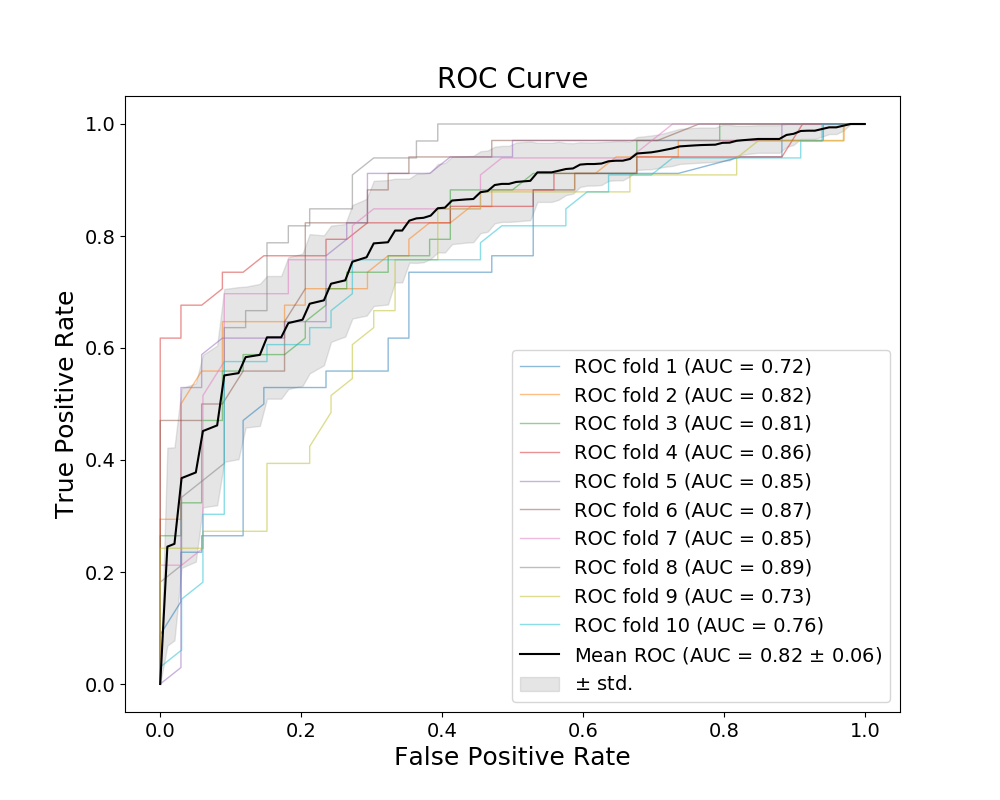 ROC Curve
1.0
0.8
0.6
0.4
0.2
0.0
True Positive Rate
ROC fold 1 (AUC = 0.72)
ROC fold 2 (AUC = 0.82)
ROC fold 3 (AUC = 0.81)
ROC fold 4 (AUC = 0.86)
ROC fold 5 (AUC = 0.85)
ROC fold 6 (AUC = 0.87)
ROC fold 7 (AUC = 0.85)
ROC fold 8 (AUC = 0.89)
ROC fold 9 (AUC = 0.73)
ROC fold 10 (AUC = 0.76)
Mean ROC (AUC = 0.82 ± 0.06)
± std.
0.0 0.2 0.4 0.6 0.8 1.0
False Positive Rate